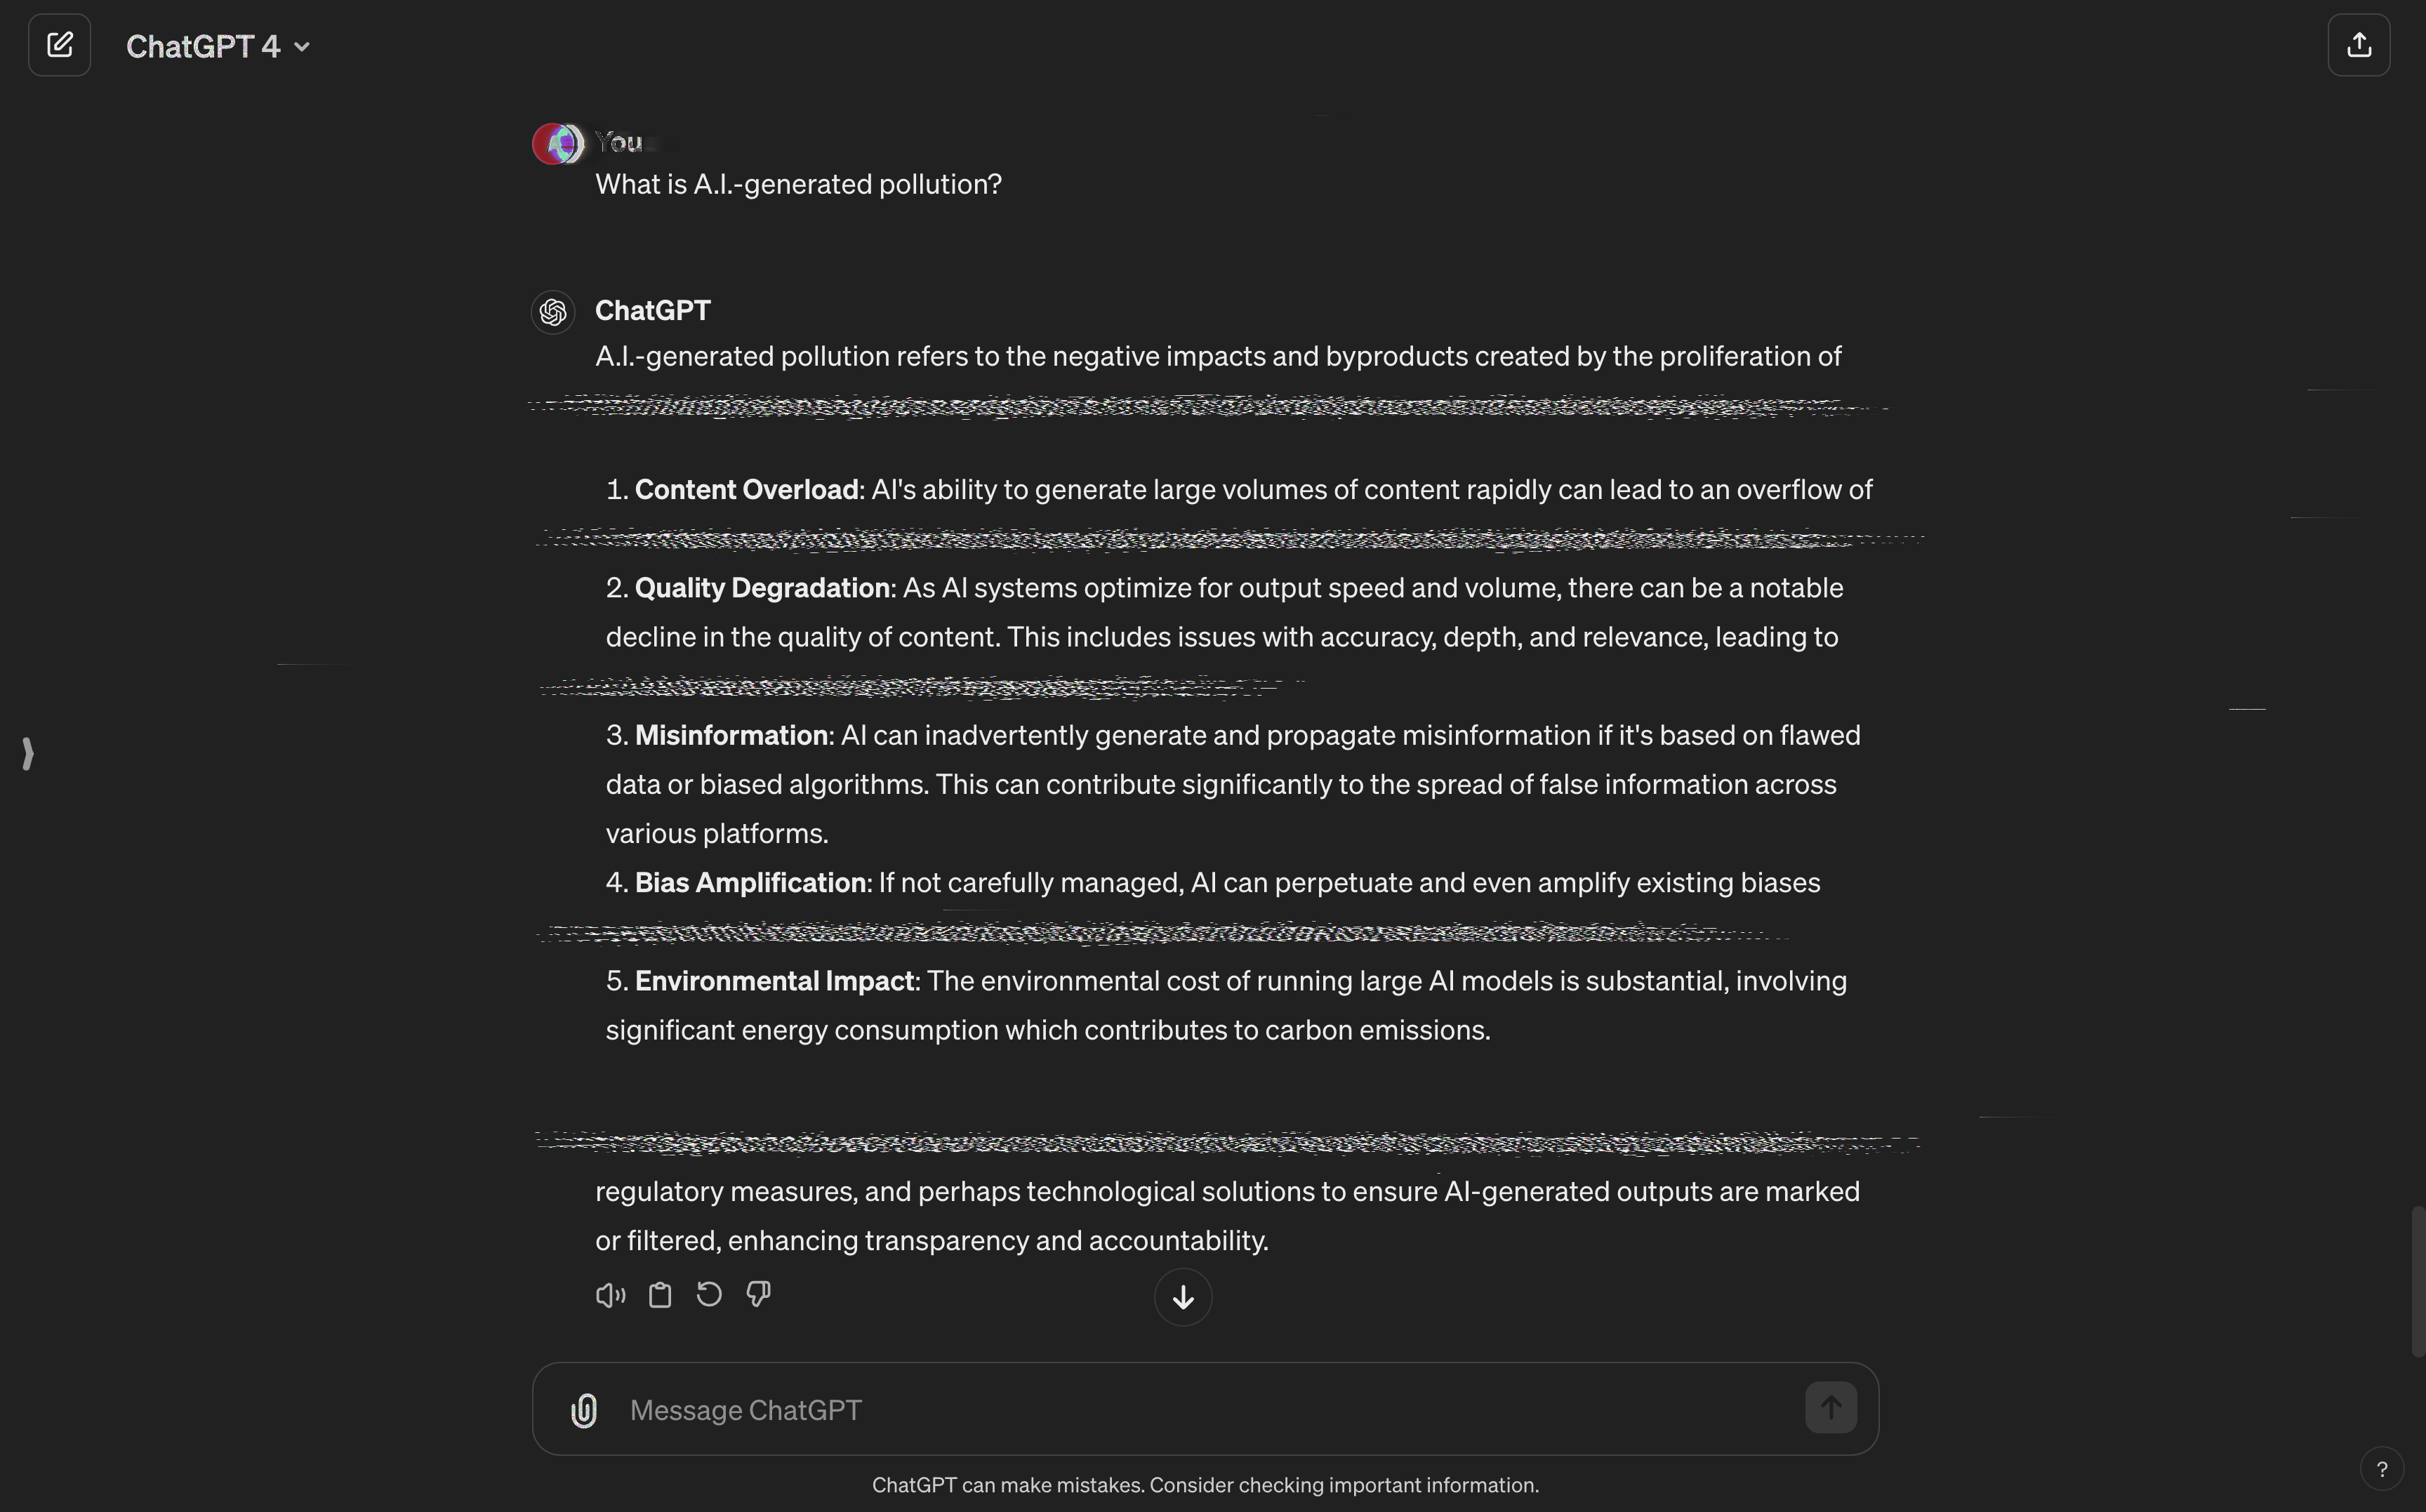 ChatGPT 4
You
What is A.I.-generated pollution?
ChatGPT
A.I.-generated pollution refers to the negative impacts and byproducts created by the proliferation of
1. Content Overload: AI's ability to generate large volumes of content rapidly can lead to an overflow of
2. Quality Degradation: As AI systems optimize for output speed and volume, there can be a notable
decline in the quality of content. This includes issues with accuracy, depth, and relevance, leading to
3. Misinformation: AI can inadvertently generate and propagate misinformation if it's based on flawed
data or biased algorithms. This can contribute significantly to the spread of false information across
various platforms.
4. Bias Amplification: If not carefully managed, AI can perpetuate and even amplify existing biases
5. Environmental Impact: The environmental cost of running large AI models is substantial, involving
significant energy consumption which contributes to carbon emissions.
regulatory measures, and perhaps technological solutions to ensure AI-generated outputs are marked
or filtered, enhancing transparency and accountability.
Message ChatGPT
ChatGPT can make mistakes. Consider checking important information.
?